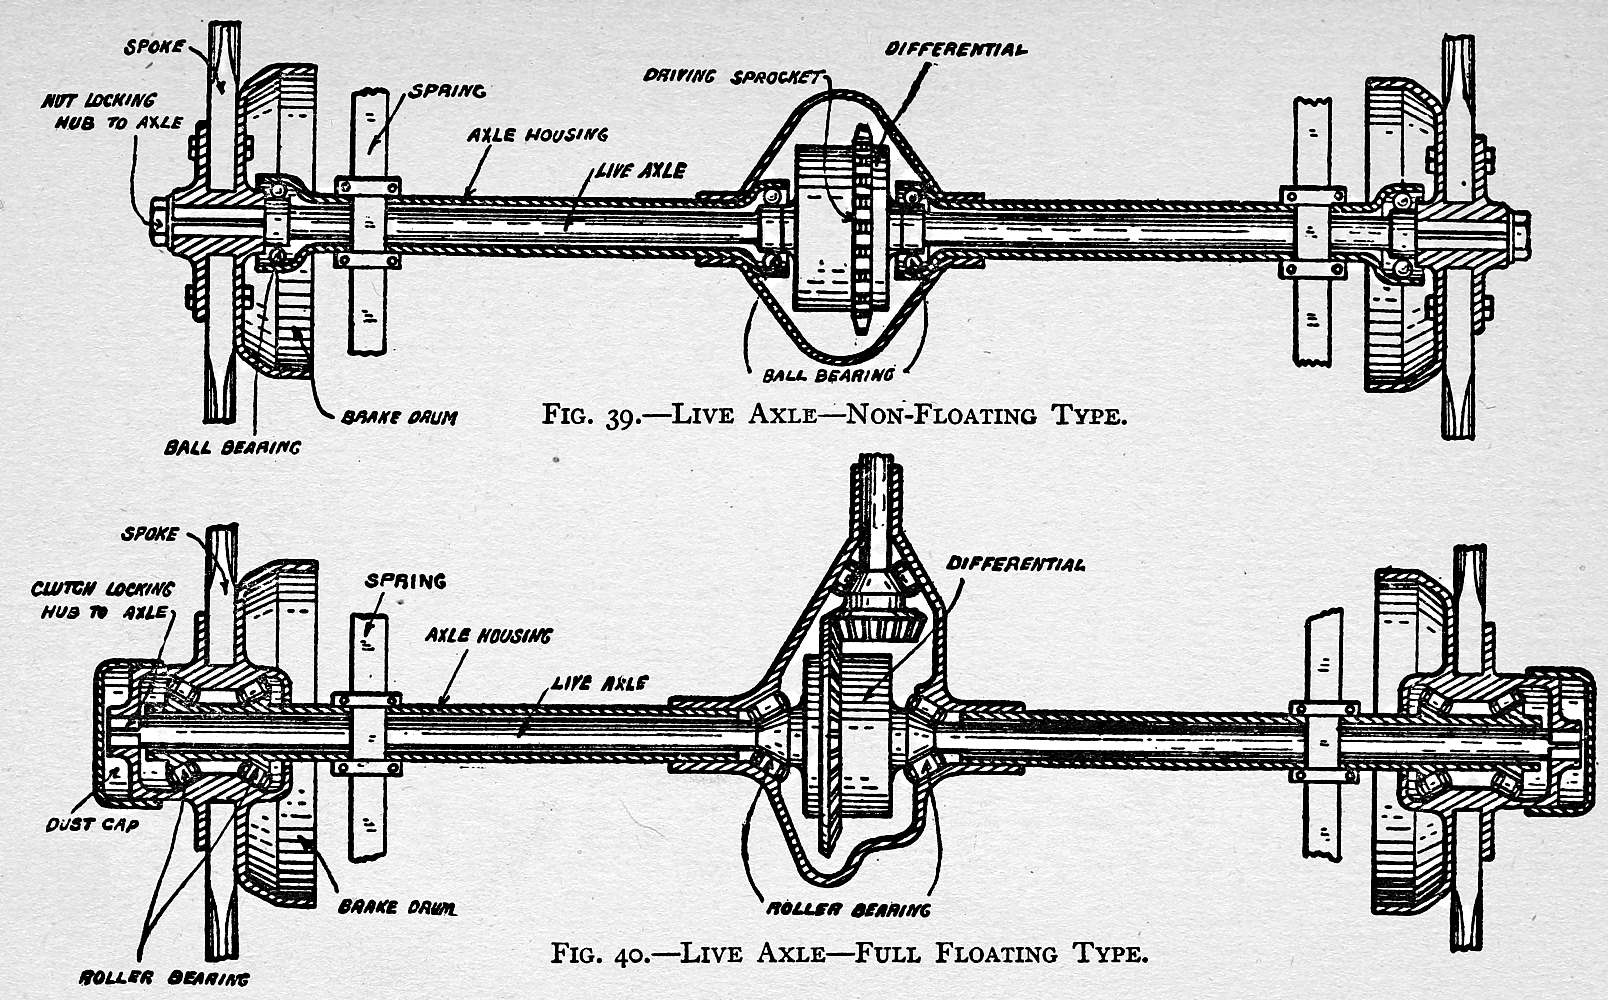 SPOKE
NUT LOCKING
HUB TO AXLE
SPRING
AXLE HOUSING
LIVE AXLE
DRIVING SPROCKET
DIFFERENTIAL
BALL BEARING
BRAKE DRUM
BALL BEARING
FIG. 39.—LIVE AXLE—NON-FLOATING TYPE.
SPOKE
CLUTCH LOCKING
HUB TO AXLE
SPRING
AXLE HOUSING
LIVE AXLE
DIFFERENTIAL
DUST CAP
BRAKE DRUM
ROLLER BEARING
ROLLER BEARING
FIG. 40.—LIVE AXLE—FULL FLOATING TYPE.